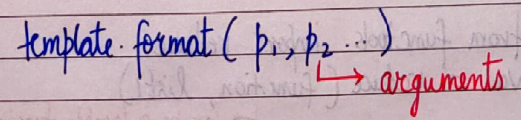 template.format( p1, p2 ...)
arguments